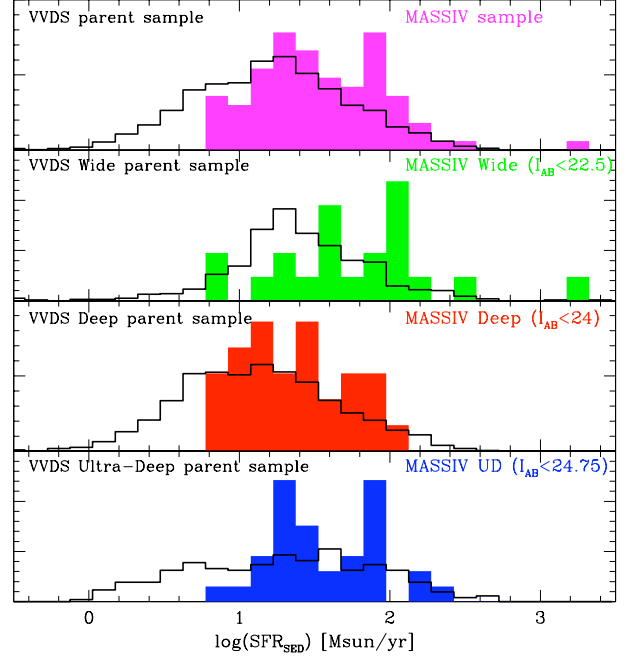 VVDS parent sample MASSIV sample
VVDS Wide parent sample MASSIV Wide (I_AB<22.5)
VVDS Deep parent sample MASSIV Deep (I_AB<24)
VVDS Ultra-Deep parent sample MASSIV UD (I_AB<24.75)
0 1 2 3
log(SFR_SED) [Msun/yr]